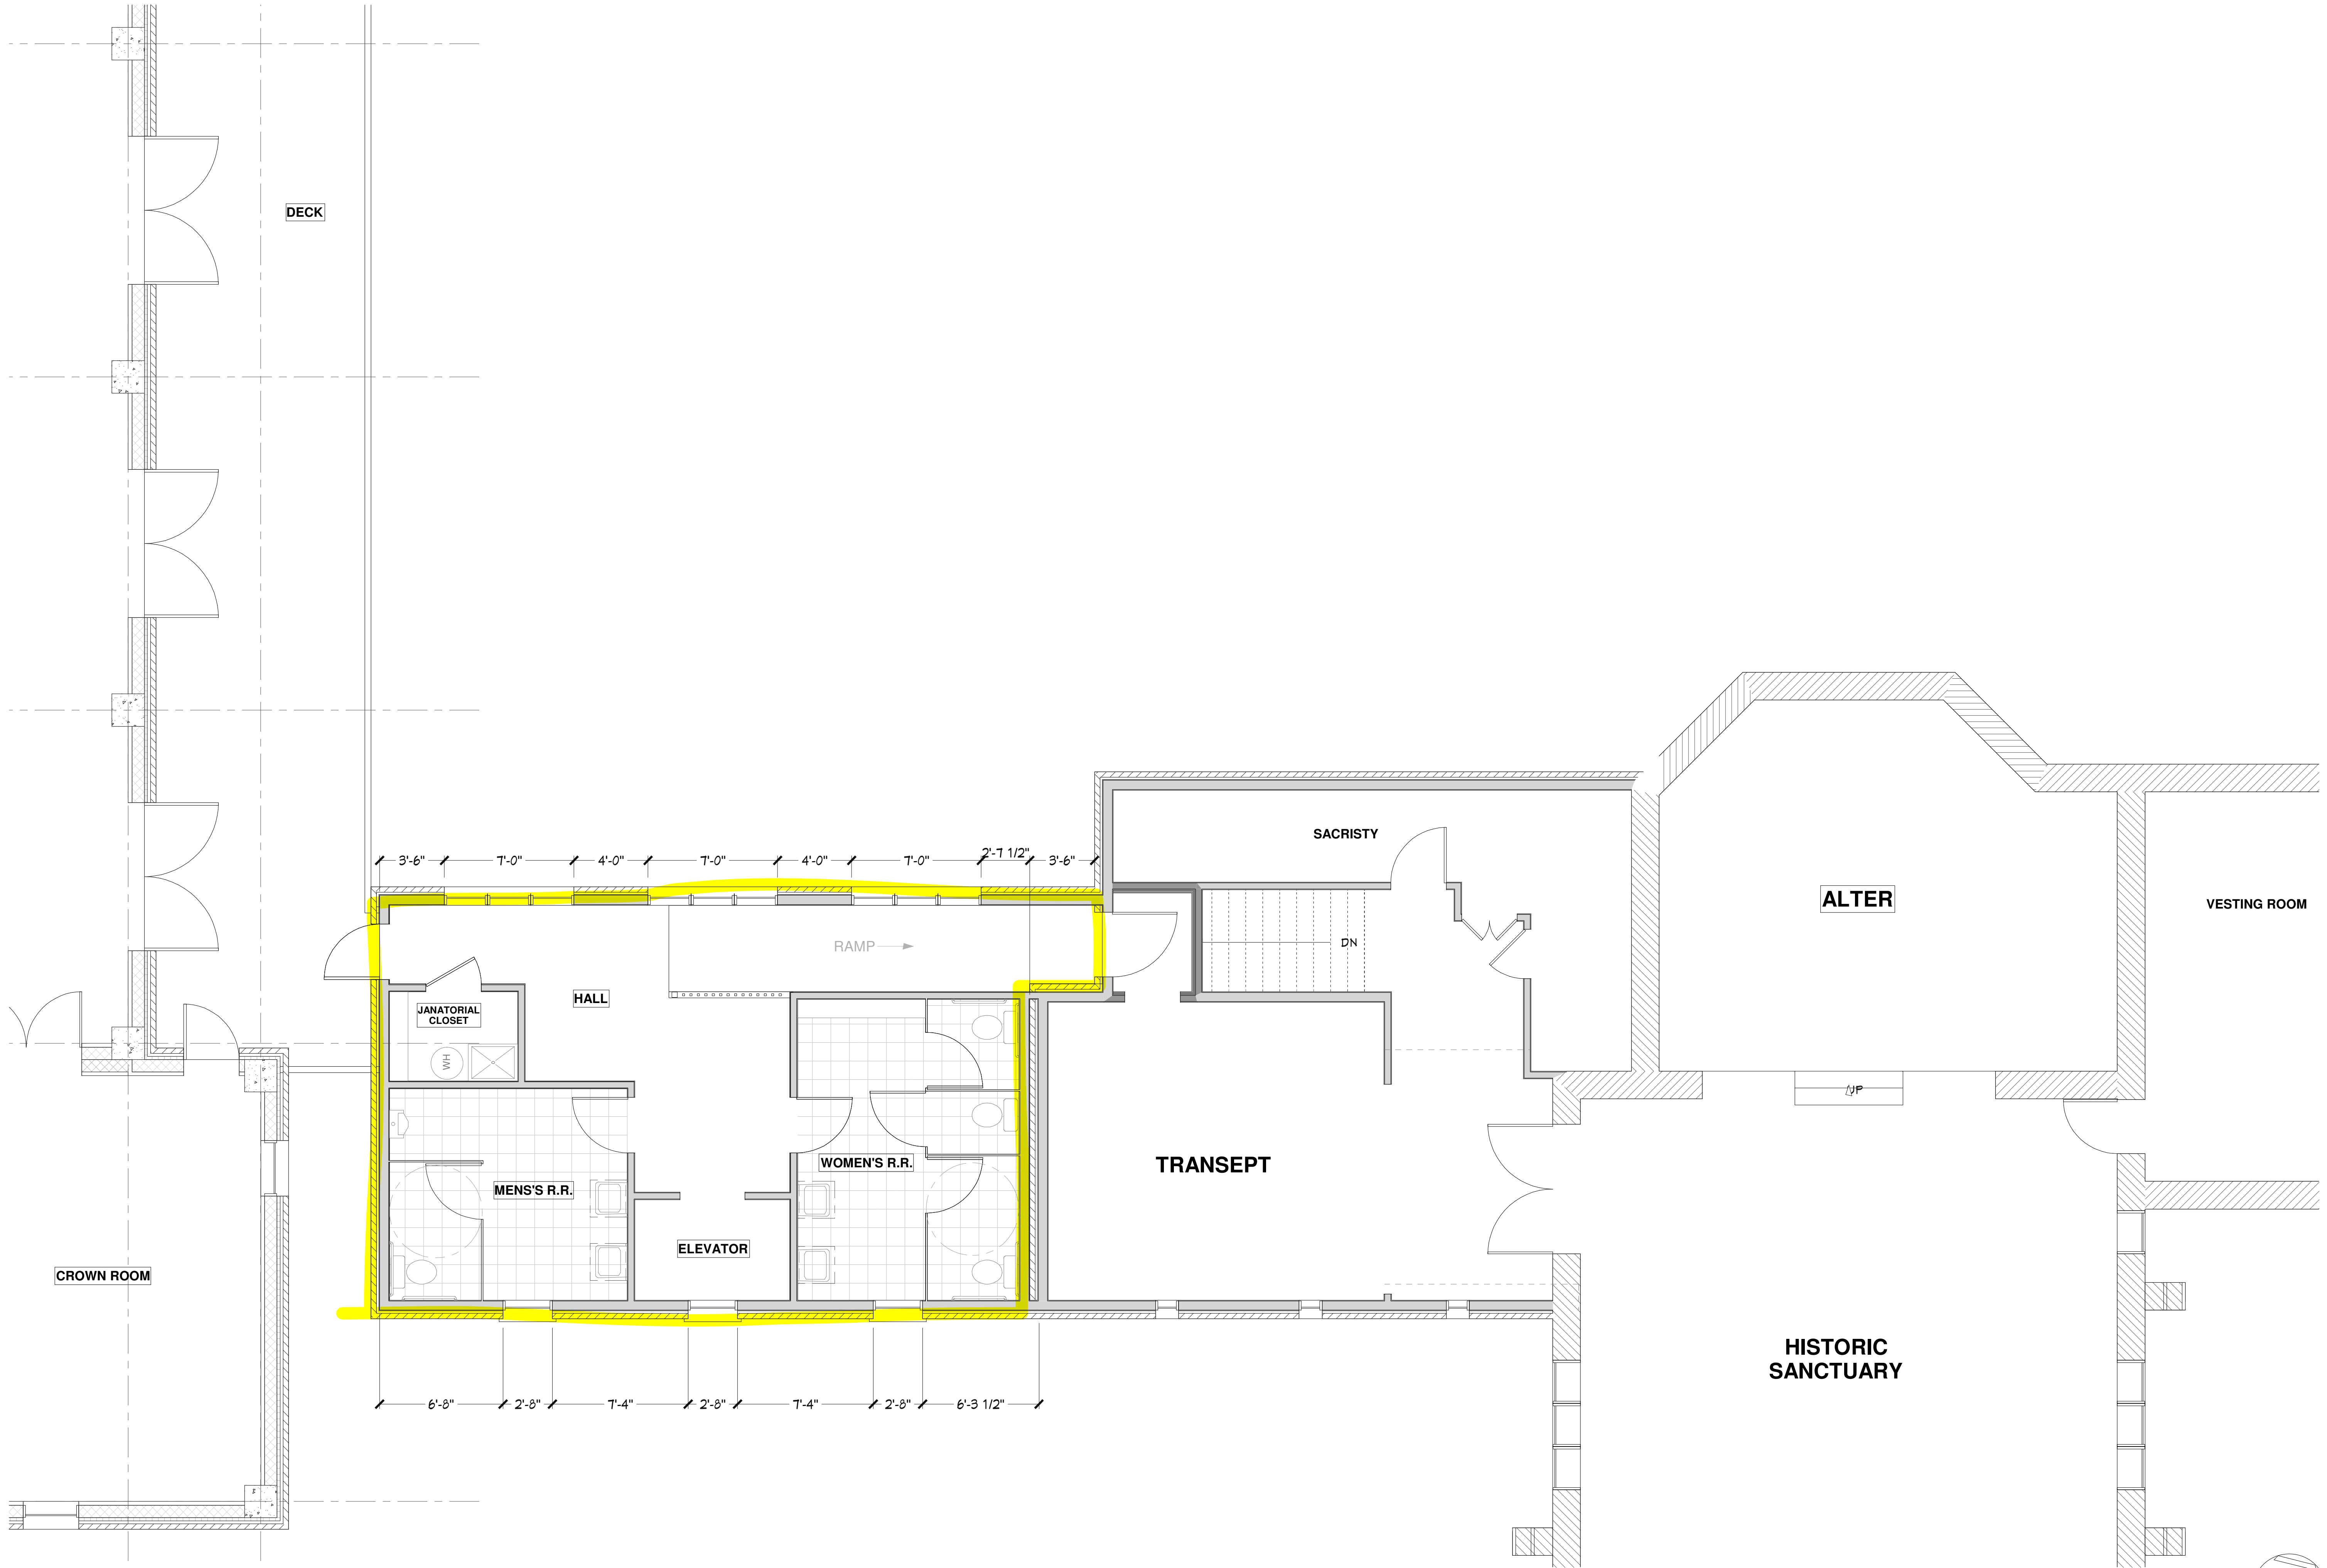 DECK
3'-6" 7'-0" 4'-0" 7'-0" 4'-0" 7'-0" 2'-7 1/2" 3'-6"
SACRISTY
ALTER
VESTING ROOM
RAMP
DN
HALL
JANATORIAL
CLOSET
WH
UP
WOMEN'S R.R.
TRANSEPT
MENS'S R.R.
ELEVATOR
CROWN ROOM
HISTORIC
SANCTUARY
6'-8" 2'-8" 7'-4" 2'-8" 7'-4" 2'-8" 6'-3 1/2"